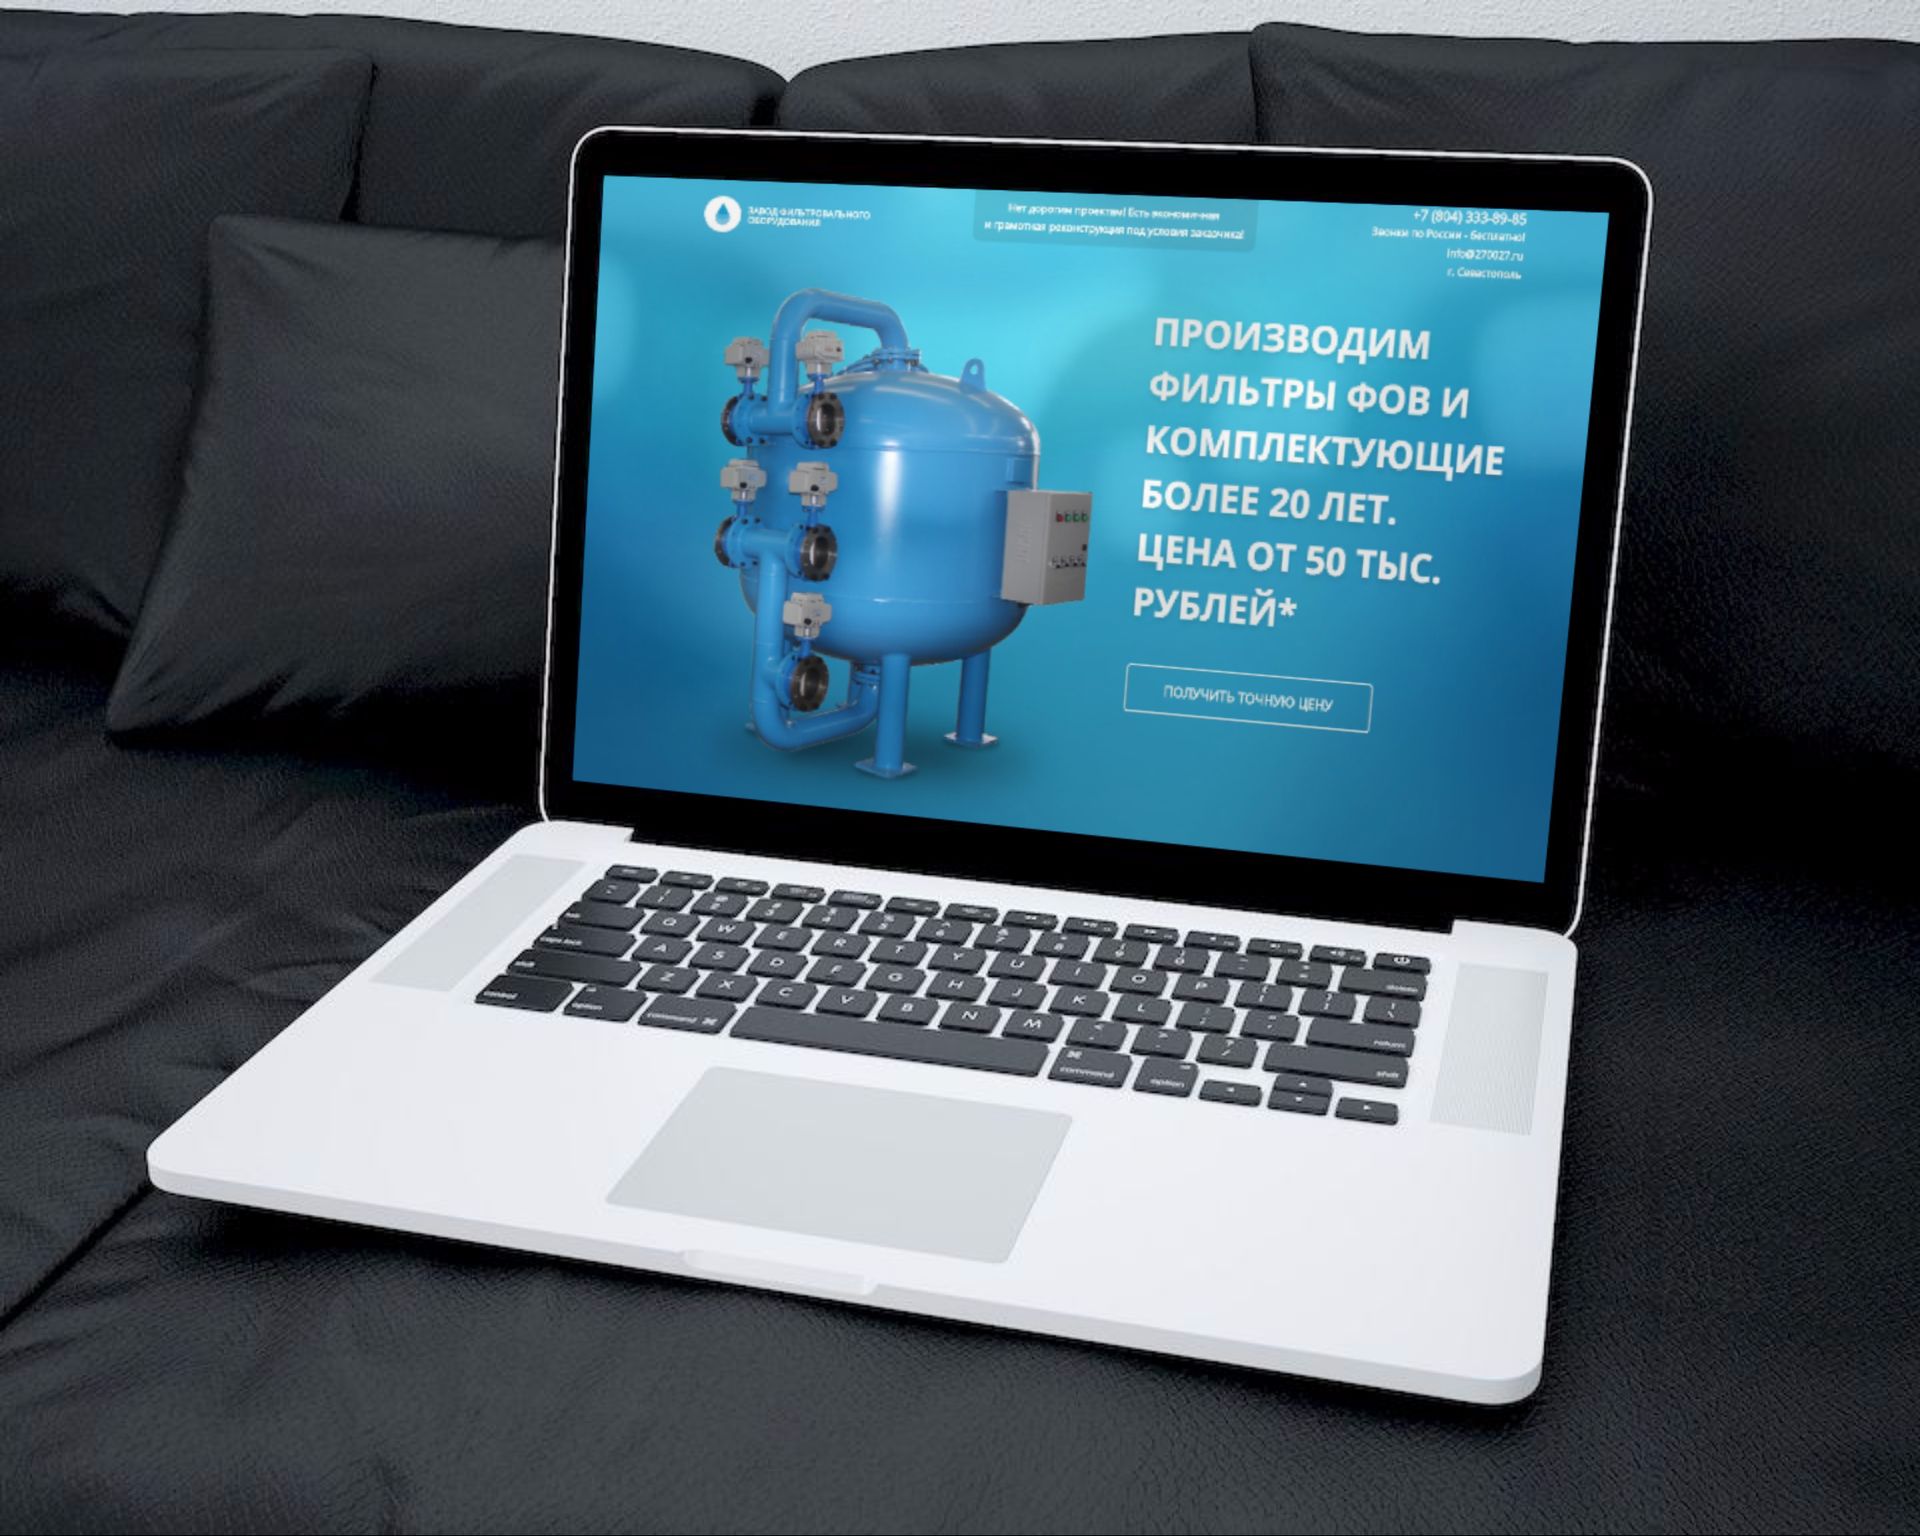 ЗАВОД ФИЛЬТРОВАЛЬНОГО
ОБОРУДОВАНИЯ
Нет дорогим проектам! Есть экономичная
и грамотная реконструкция под условия заказчика!
+7 (804) 333-89-85
Звонки по России - бесплатно!
info@270027.ru
г. Севастополь
ПРОИЗВОДИМ
ФИЛЬТРЫ ФОВ И
КОМПЛЕКТУЮЩИЕ
БОЛЕЕ 20 ЛЕТ.
ЦЕНА ОТ 50 ТЫС.
РУБЛЕЙ*
ПОЛУЧИТЬ ТОЧНУЮ ЦЕНУ
delete
tab Q W E R T Y U I O P
caps lock A S D F G H J K L return
shift Z X C V B N M shift
control option command command option